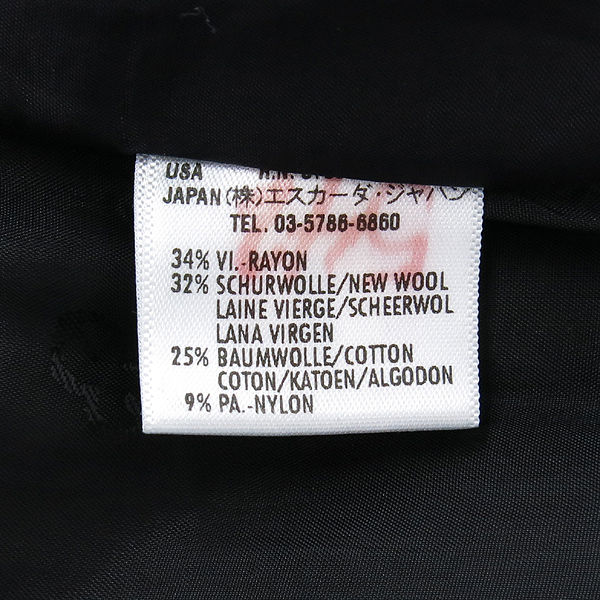 USA
JAPAN (株)エスカーダ・ジャパン
TEL. 03-5786-6860
34% VI.-RAYON
32% SCHURWOLLE/NEW WOOL
LAINE VIERGE/SCHEERWOL
LANA VIRGEN
25% BAUMWOLLE/COTTON
COTON/KATOEN/ALGODON
9% PA.-NYLON